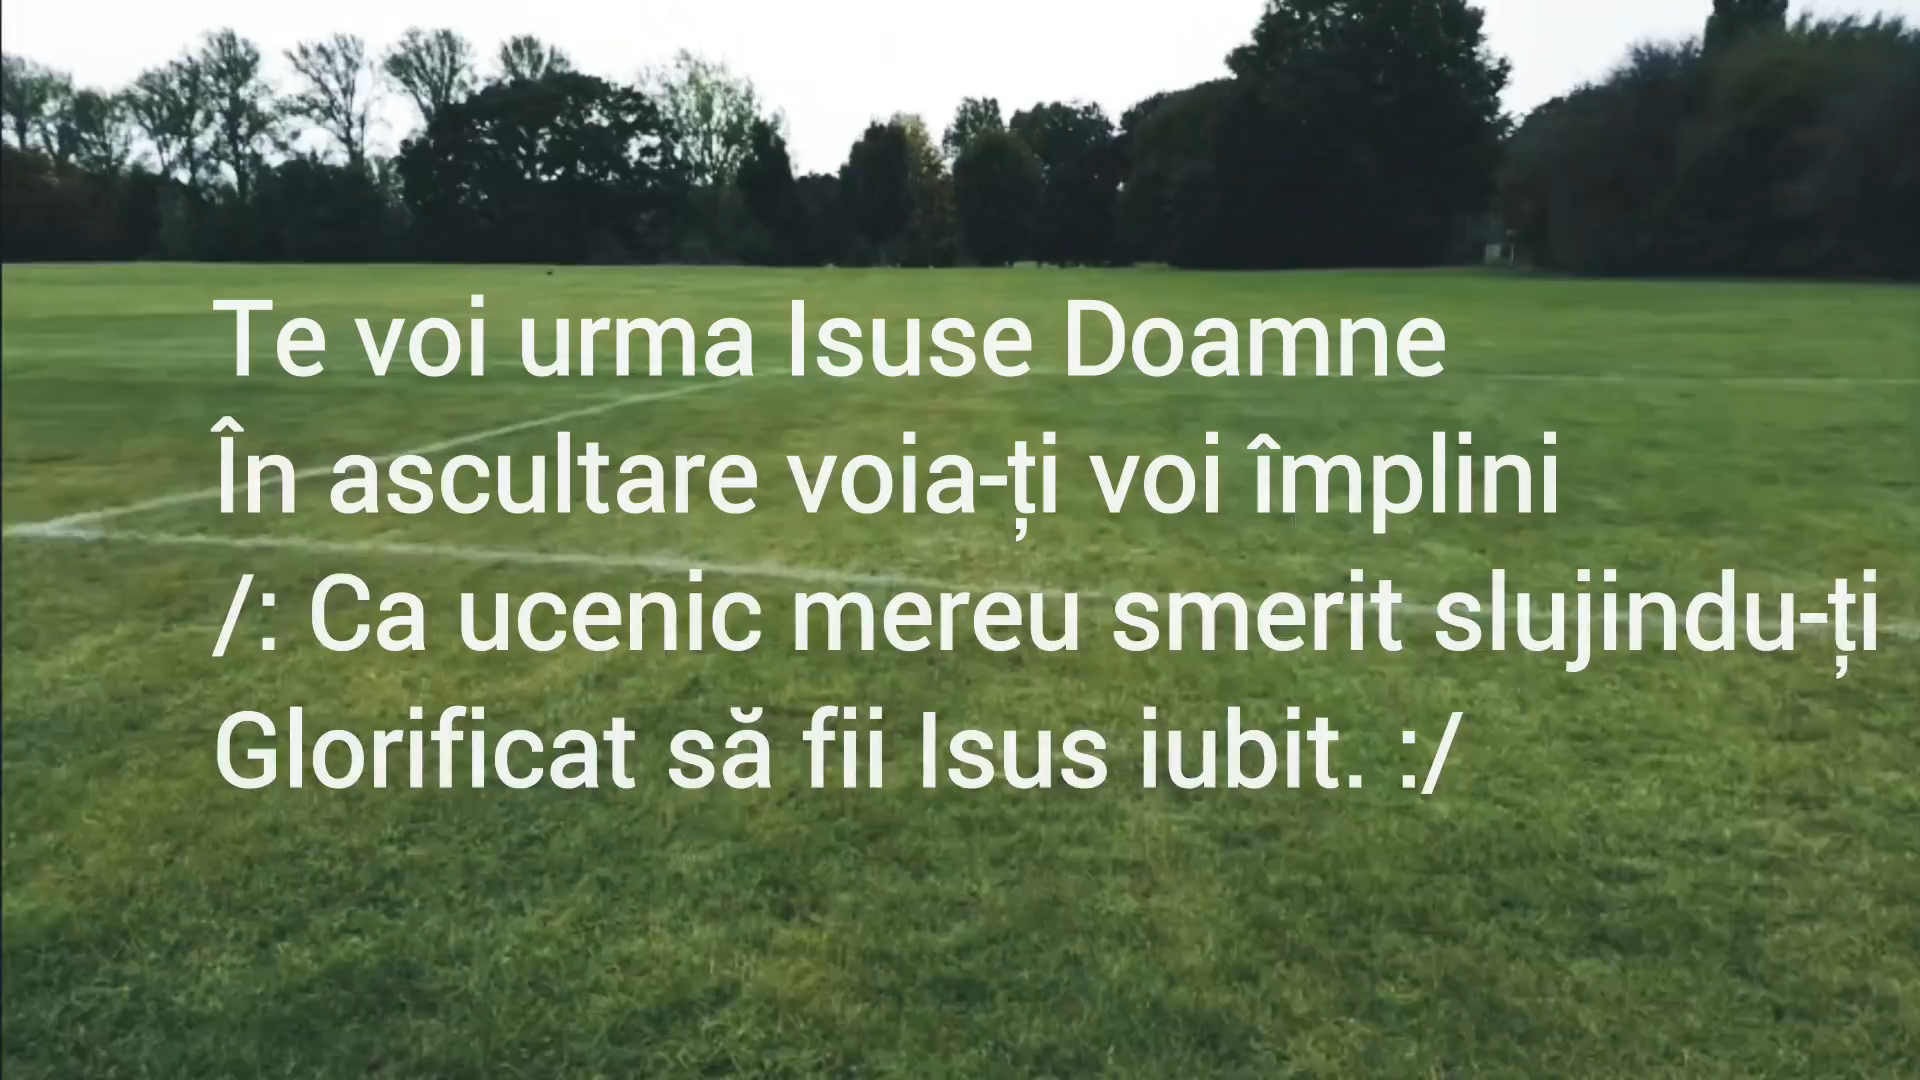 Te voi urma Isuse Doamne
În ascultare voia-ți voi împlini
/: Ca ucenic mereu smerit slujindu-ți
Glorificat să fii Isus iubit. :/